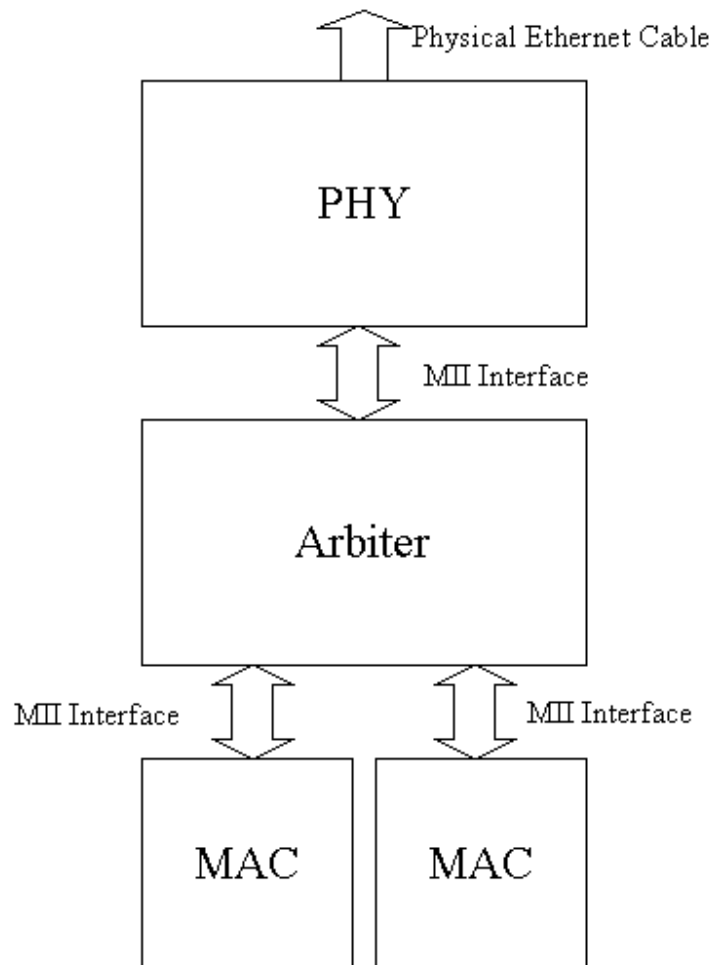 Physical Ethernet Cable
PHY
MII Interface
Arbiter
MII Interface
MII Interface
MAC
MAC